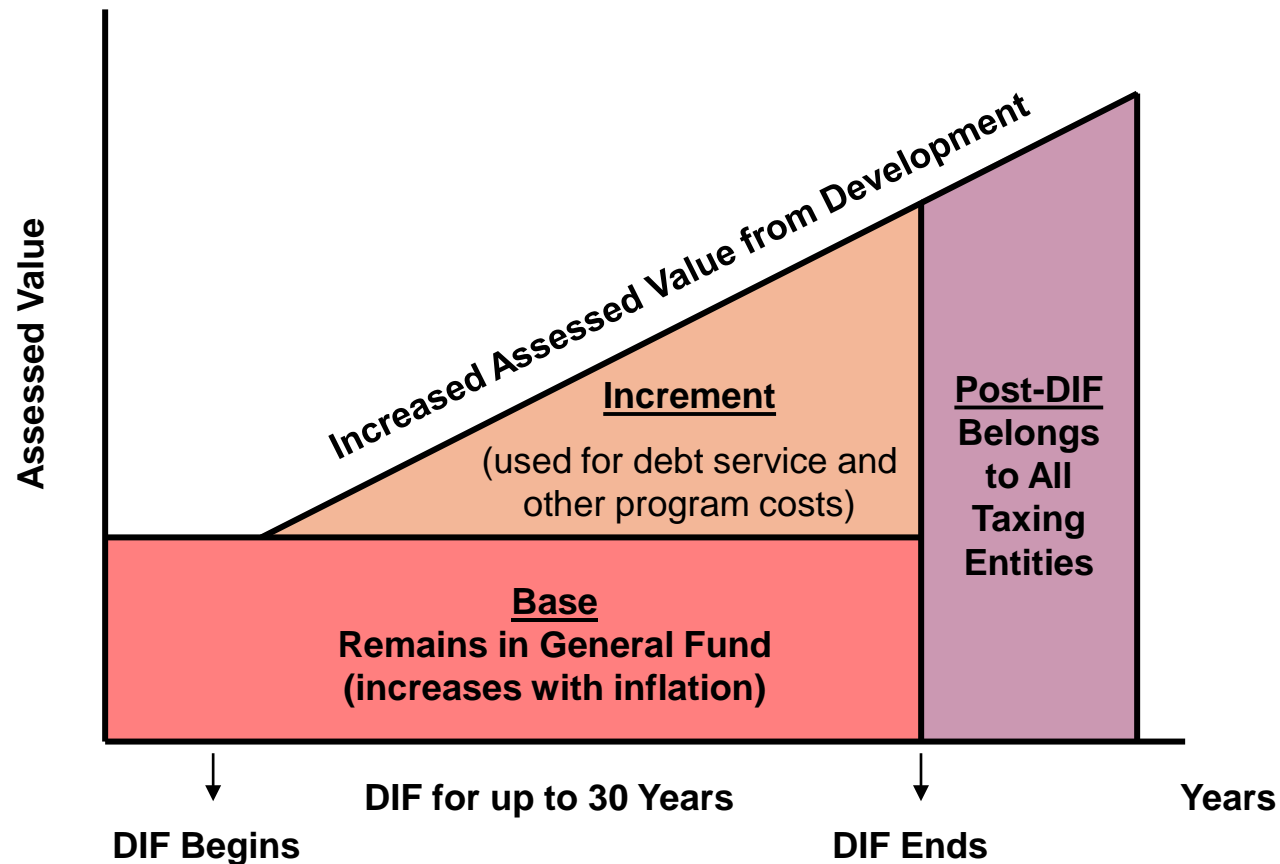 Assessed Value
Increased Assessed Value from Development
Increment
(used for debt service and
other program costs)
Post-DIF
Belongs
to All
Taxing
Entities
Base
Remains in General Fund
(increases with inflation)
DIF for up to 30 Years
Years
DIF Begins
DIF Ends